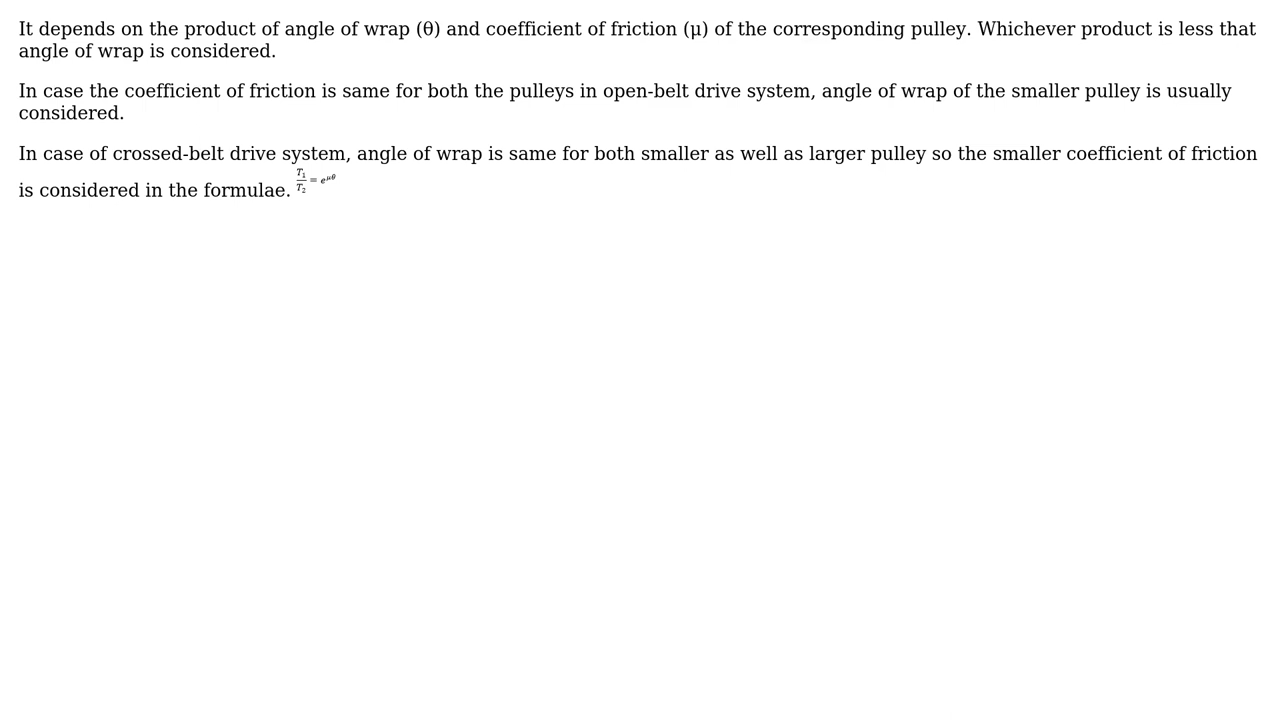 It depends on the product of angle of wrap (θ) and coefficient of friction (μ) of the corresponding pulley. Whichever product is less that
angle of wrap is considered.
In case the coefficient of friction is same for both the pulleys in open-belt drive system, angle of wrap of the smaller pulley is usually
considered.
In case of crossed-belt drive system, angle of wrap is same for both smaller as well as larger pulley so the smaller coefficient of friction
is considered in the formulae. T₁/T₂ = e^μθ